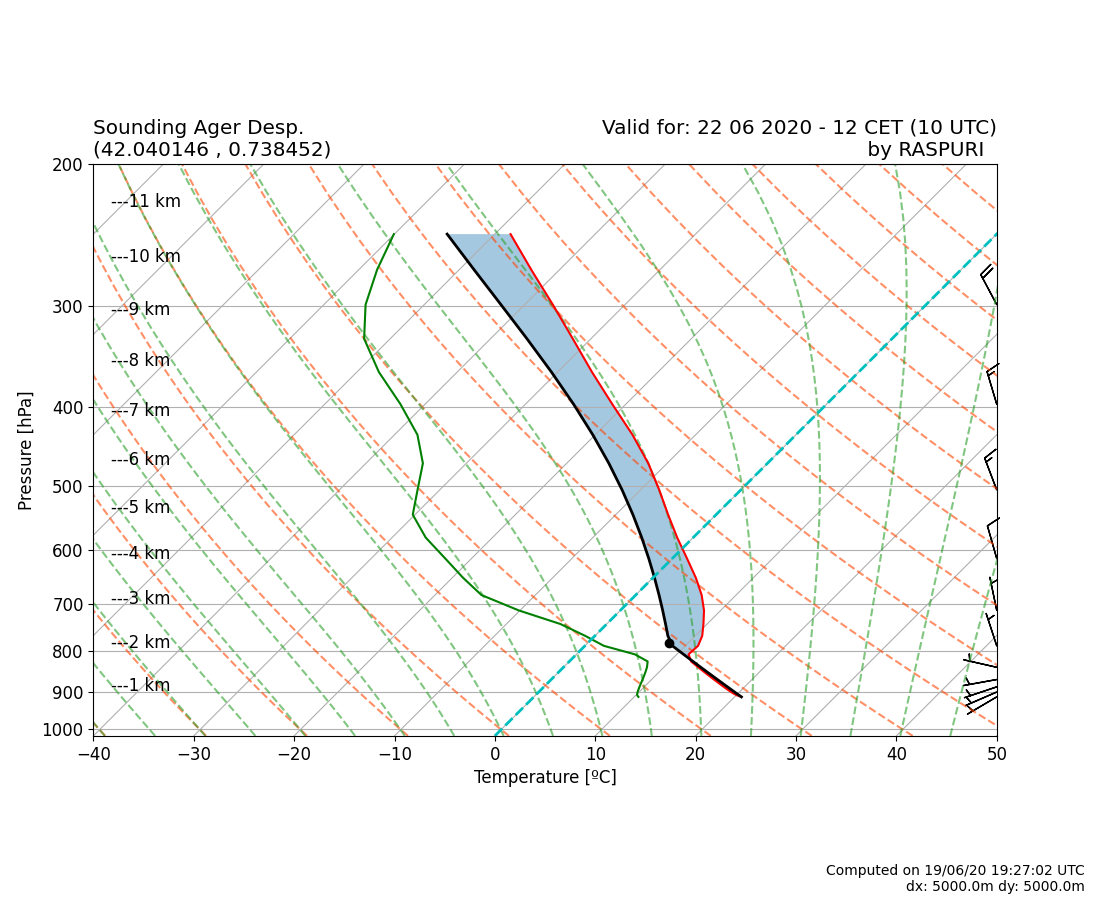 Sounding Ager Desp.
(42.040146 , 0.738452)
Valid for: 22 06 2020 - 12 CET (10 UTC)
by RASPURI
200
---11 km
---10 km
300
---9 km
---8 km
400
---7 km
---6 km
500
---5 km
600
---4 km
700
---3 km
---2 km
800
---1 km
900
1000
Pressure [hPa]
−40 −30 −20 −10 0 10 20 30 40 50
Temperature [ºC]
Computed on 19/06/20 19:27:02 UTC
dx: 5000.0m dy: 5000.0m